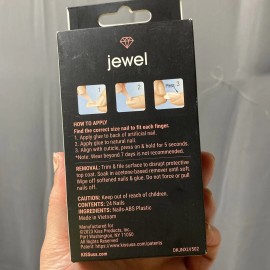 jewel
1
2
3
Press
HOW TO APPLY
Find the correct size nail to fit each finger.
1. Apply glue to back of artificial nail.
2. Apply glue to natural nail.
3. Align with cuticle, press on & hold for 5 seconds.
*Note: Wear beyond 7 days is not recommended.
REMOVAL: Trim & file surface to disrupt protective
top coat. Soak in acetone-based remover until soft.
Wipe off softened nails & glue. Do not force or pull
nails off.
CAUTION: Keep out of reach of children.
CONTENTS: 24 Nails
INGREDIENTS: Nails-ABS Plastic
Made in Vietnam
Manufactured for
©2022 Kiss Products, Inc.
Port Washington, NY 11050
All Rights Reserved.
www.kissusa.com/patents
KISSusa.com